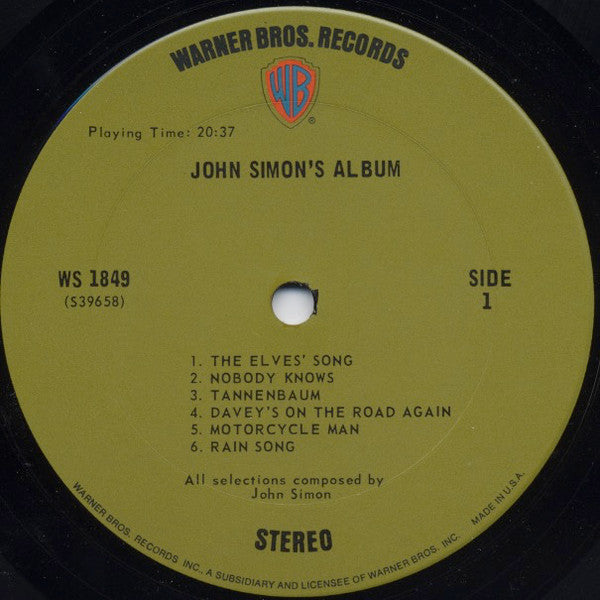 WARNER BROS. RECORDS
WB
®
Playing Time: 20:37
JOHN SIMON'S ALBUM
WS 1849
(S39658)
SIDE
1
1. THE ELVES' SONG
2. NOBODY KNOWS
3. TANNENBAUM
4. DAVEY'S ON THE ROAD AGAIN
5. MOTORCYCLE MAN
6. RAIN SONG
All selections composed by
John Simon
STEREO
WARNER BROS. RECORDS INC., A SUBSIDIARY AND LICENSEE OF WARNER BROS. INC. MADE IN U.S.A.